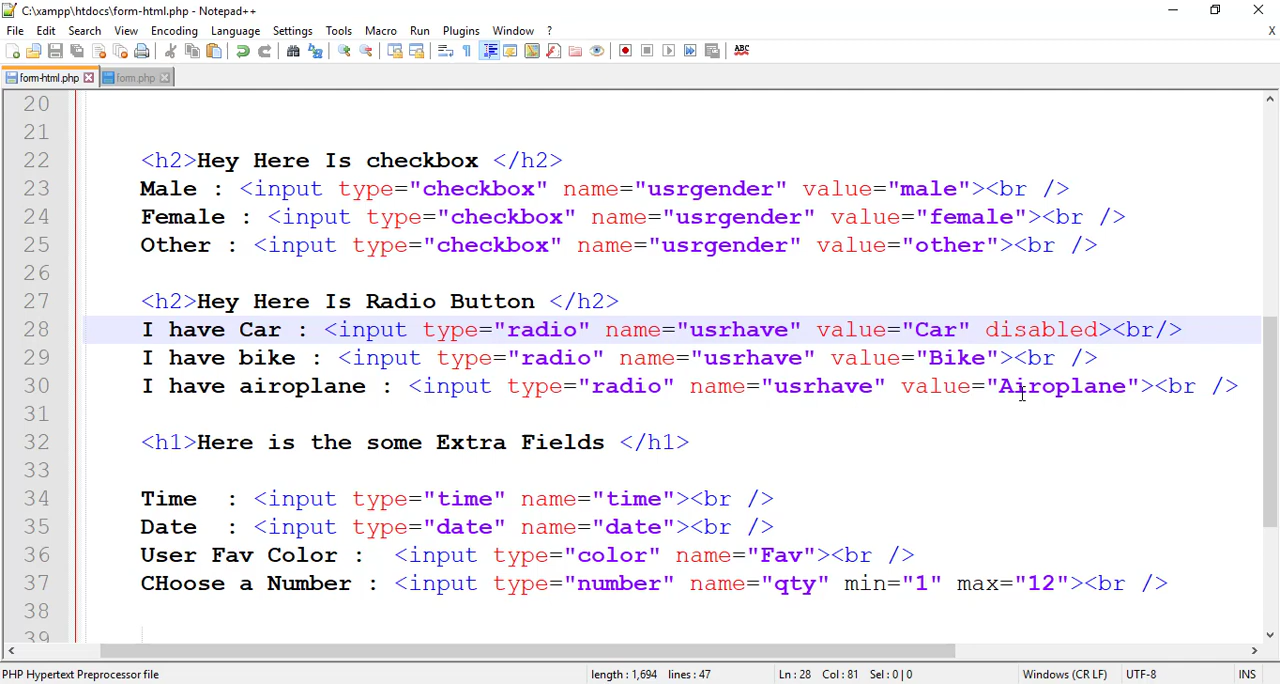 C:\xampp\htdocs\form-html.php - Notepad++
File Edit Search View Encoding Language Settings Tools Macro Run Plugins Window ? X
form-html.php form.php
20
21
22 <h2>Hey Here Is checkbox </h2>
23 Male : <input type="checkbox" name="usrgender" value="male"><br />
24 Female : <input type="checkbox" name="usrgender" value="female"><br />
25 Other : <input type="checkbox" name="usrgender" value="other"><br />
26
27 <h2>Hey Here Is Radio Button </h2>
28 I have Car : <input type="radio" name="usrhave" value="Car" disabled><br/>
29 I have bike : <input type="radio" name="usrhave" value="Bike"><br />
30 I have airoplane : <input type="radio" name="usrhave" value="Airoplane"><br />
31
32 <h1>Here is the some Extra Fields </h1>
33
34 Time : <input type="time" name="time"><br />
35 Date : <input type="date" name="date"><br />
36 User Fav Color : <input type="color" name="Fav"><br />
37 CHoose a Number : <input type="number" name="qty" min="1" max="12"><br />
38
39
PHP Hypertext Preprocessor file length : 1,694 lines : 47 Ln : 28 Col : 81 Sel : 0 | 0 Windows (CR LF) UTF-8 INS